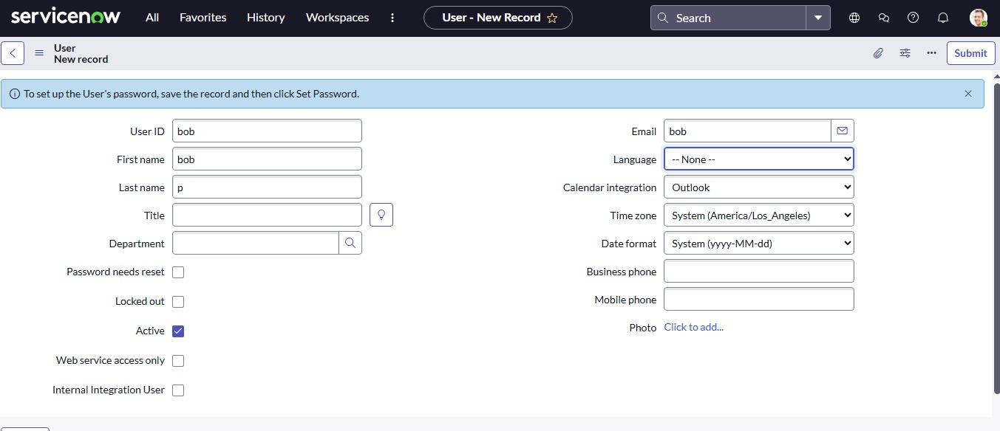 servicenow All Favorites History Workspaces User - New Record Search
User
New record
Submit
To set up the User's password, save the record and then click Set Password.
User ID bob
First name bob
Last name p
Title
Department
Password needs reset
Locked out
Active
Web service access only
Internal Integration User
Email bob
Language -- None --
Calendar integration Outlook
Time zone System (America/Los_Angeles)
Date format System (yyyy-MM-dd)
Business phone
Mobile phone
Photo Click to add...